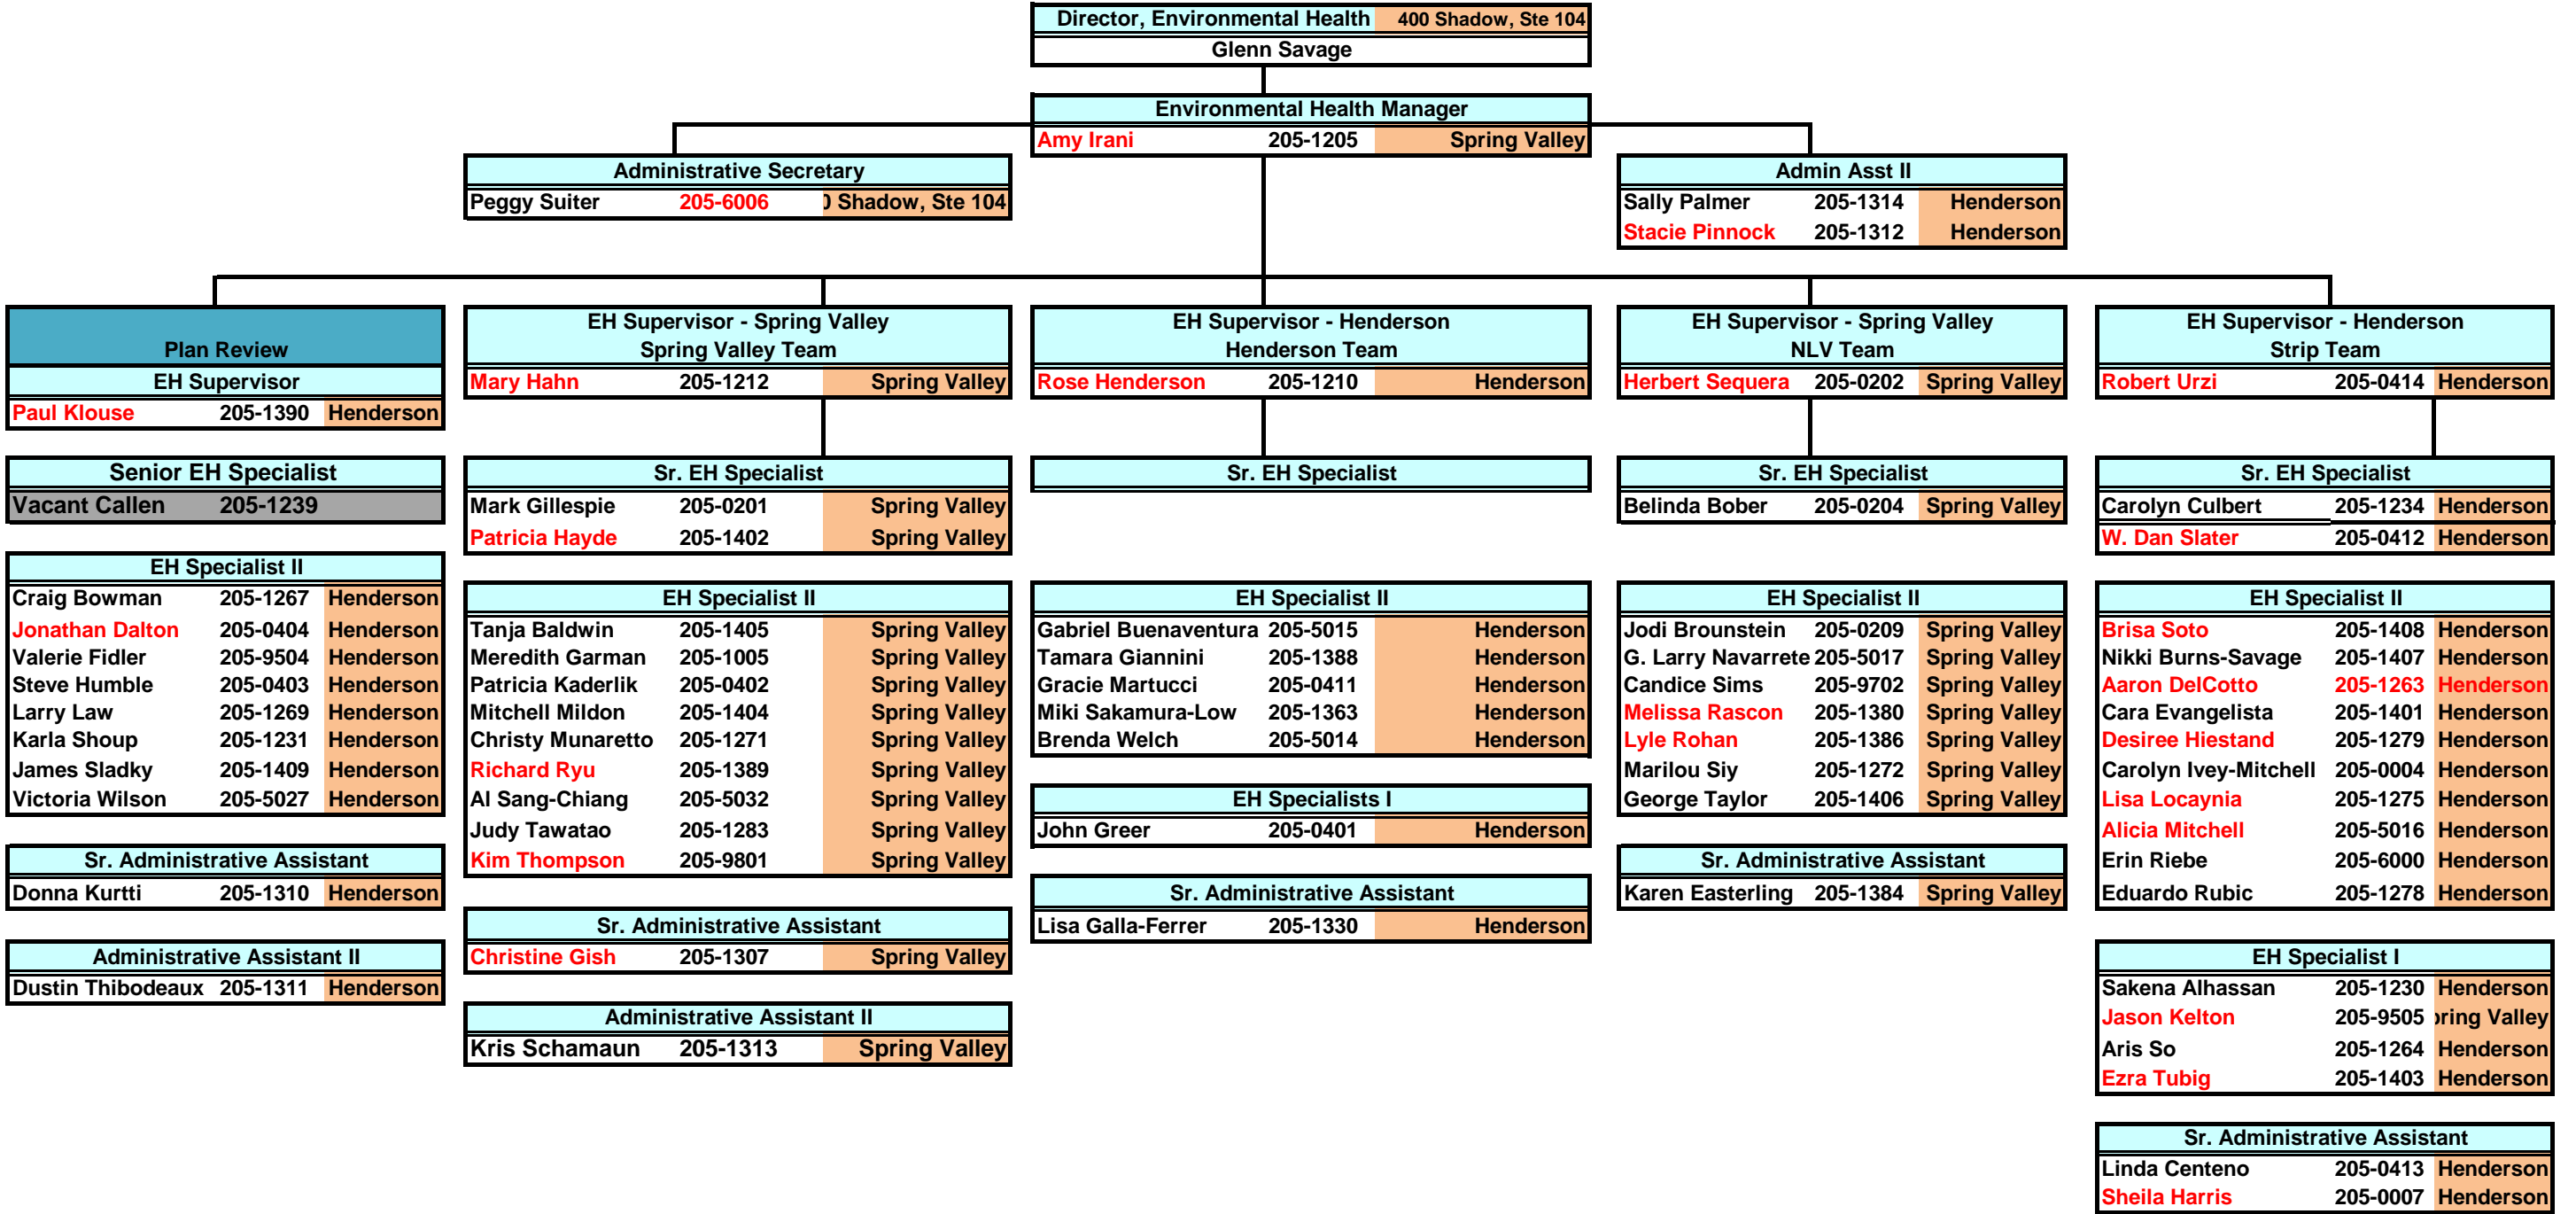 Director, Environmental Health 400 Shadow, Ste 104
Glenn Savage
Environmental Health Manager
Amy Irani 205-1205 Spring Valley
Administrative Secretary
Peggy Suiter 205-6006 0 Shadow, Ste 104
Admin Asst II
Sally Palmer 205-1314 Henderson
Stacie Pinnock 205-1312 Henderson
Plan Review
EH Supervisor
Paul Klouse 205-1390 Henderson
Senior EH Specialist
Vacant Callen 205-1239
EH Specialist II
Craig Bowman 205-1267 Henderson
Jonathan Dalton 205-0404 Henderson
Valerie Fidler 205-9504 Henderson
Steve Humble 205-0403 Henderson
Larry Law 205-1269 Henderson
Karla Shoup 205-1231 Henderson
James Sladky 205-1409 Henderson
Victoria Wilson 205-5027 Henderson
Sr. Administrative Assistant
Donna Kurtti 205-1310 Henderson
Administrative Assistant II
Dustin Thibodeaux 205-1311 Henderson
EH Supervisor - Spring Valley
Spring Valley Team
Mary Hahn 205-1212 Spring Valley
Sr. EH Specialist
Mark Gillespie 205-0201 Spring Valley
Patricia Hayde 205-1402 Spring Valley
EH Specialist II
Tanja Baldwin 205-1405 Spring Valley
Meredith Garman 205-1005 Spring Valley
Patricia Kaderlik 205-0402 Spring Valley
Mitchell Mildon 205-1404 Spring Valley
Christy Munaretto 205-1271 Spring Valley
Richard Ryu 205-1389 Spring Valley
Al Sang-Chiang 205-5032 Spring Valley
Judy Tawatao 205-1283 Spring Valley
Kim Thompson 205-9801 Spring Valley
Sr. Administrative Assistant
Christine Gish 205-1307 Spring Valley
Administrative Assistant II
Kris Schamaun 205-1313 Spring Valley
EH Supervisor - Henderson
Henderson Team
Rose Henderson 205-1210 Henderson
Sr. EH Specialist
EH Specialist II
Gabriel Buenaventura 205-5015 Henderson
Tamara Giannini 205-1388 Henderson
Gracie Martucci 205-0411 Henderson
Miki Sakamura-Low 205-1363 Henderson
Brenda Welch 205-5014 Henderson
EH Specialists I
John Greer 205-0401 Henderson
Sr. Administrative Assistant
Lisa Galla-Ferrer 205-1330 Henderson
EH Supervisor - Spring Valley
NLV Team
Herbert Sequera 205-0202 Spring Valley
Sr. EH Specialist
Belinda Bober 205-0204 Spring Valley
EH Specialist II
Jodi Brounstein 205-0209 Spring Valley
G. Larry Navarrete 205-5017 Spring Valley
Candice Sims 205-9702 Spring Valley
Melissa Rascon 205-1380 Spring Valley
Lyle Rohan 205-1386 Spring Valley
Marilou Siy 205-1272 Spring Valley
George Taylor 205-1406 Spring Valley
Sr. Administrative Assistant
Karen Easterling 205-1384 Spring Valley
EH Supervisor - Henderson
Strip Team
Robert Urzi 205-0414 Henderson
Sr. EH Specialist
Carolyn Culbert 205-1234 Henderson
W. Dan Slater 205-0412 Henderson
EH Specialist II
Brisa Soto 205-1408 Henderson
Nikki Burns-Savage 205-1407 Henderson
Aaron DelCotto 205-1263 Henderson
Cara Evangelista 205-1401 Henderson
Desiree Hiestand 205-1279 Henderson
Carolyn Ivey-Mitchell 205-0004 Henderson
Lisa Locaynia 205-1275 Henderson
Alicia Mitchell 205-5016 Henderson
Erin Riebe 205-6000 Henderson
Eduardo Rubic 205-1278 Henderson
EH Specialist I
Sakena Alhassan 205-1230 Henderson
Jason Kelton 205-9505 pring Valley
Aris So 205-1264 Henderson
Ezra Tubig 205-1403 Henderson
Sr. Administrative Assistant
Linda Centeno 205-0413 Henderson
Sheila Harris 205-0007 Henderson